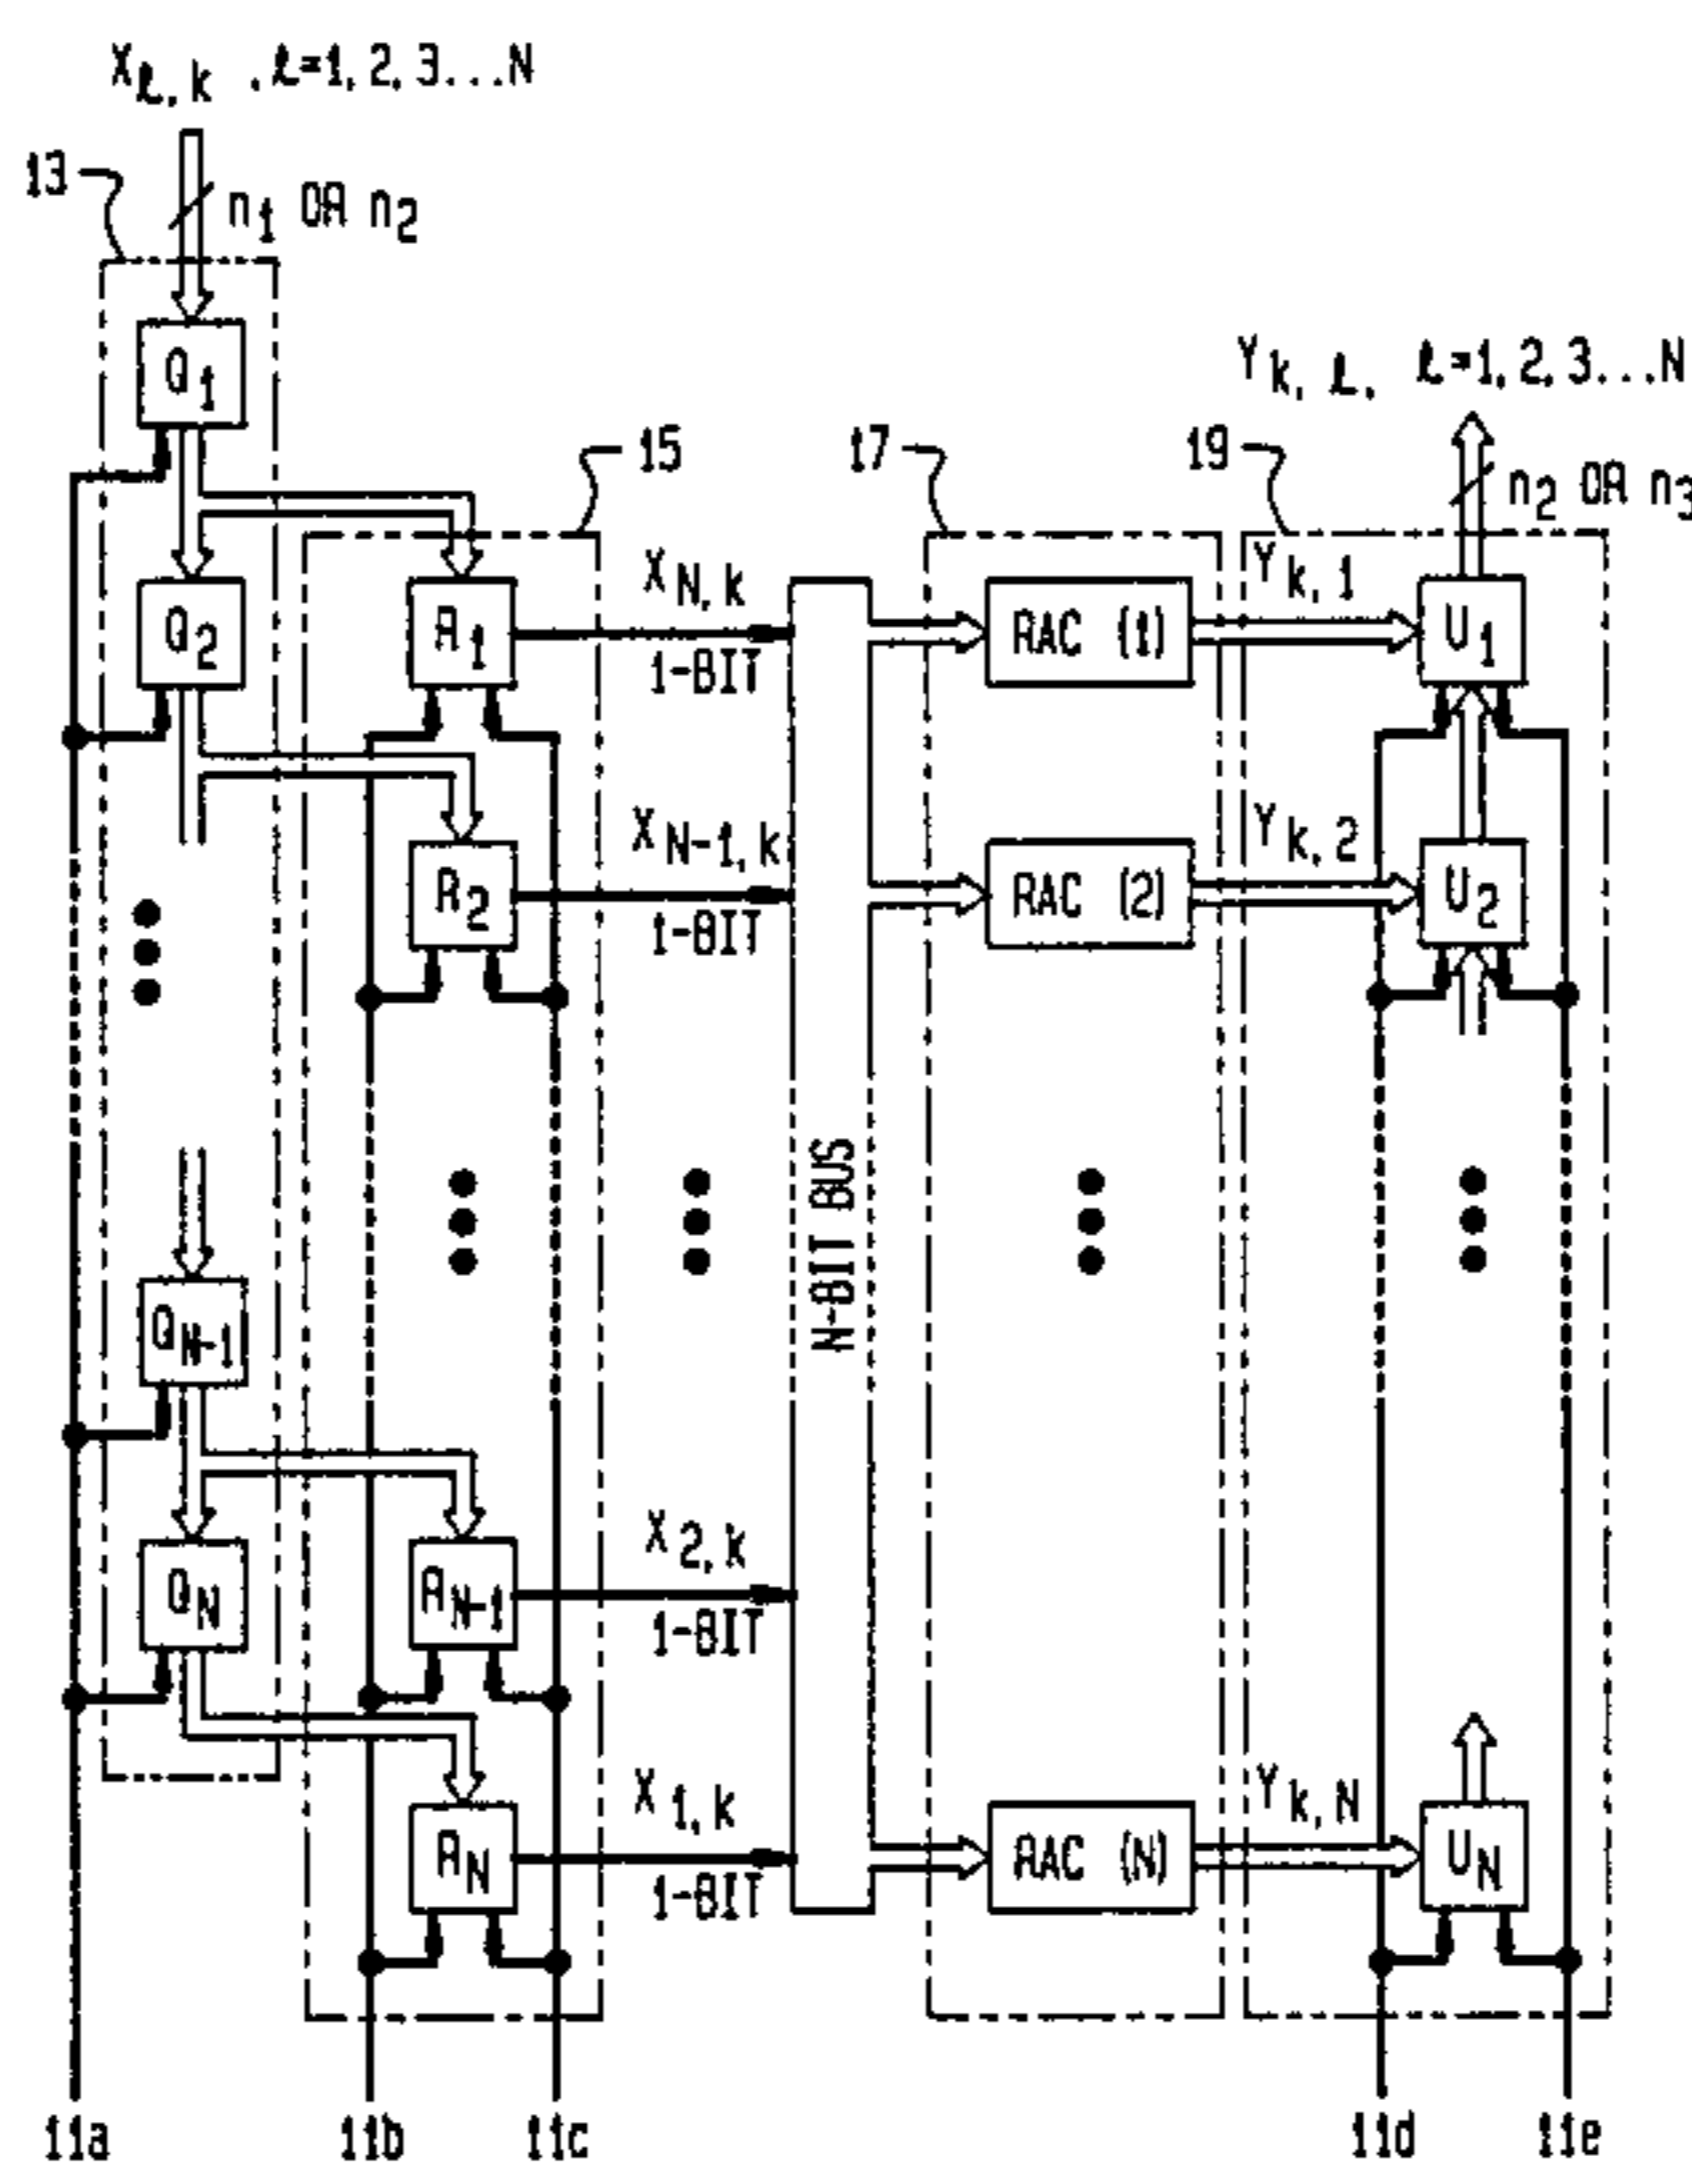 Xℓ,k ,ℓ=1,2,3...N
13
n1 OR n2
Q1
Yk,ℓ, ℓ=1,2,3...N
15
17
19
n2 OR n3
Q2
R1
XN,k
1-BIT
RAC (1)
Yk,1
U1
R2
XN-1,k
1-BIT
RAC (2)
Yk,2
U2
N-BIT BUS
QN-1
QN
RN-1
X2,k
1-BIT
RN
X1,k
1-BIT
RAC (N)
Yk,N
UN
11a
11b
11c
11d
11e